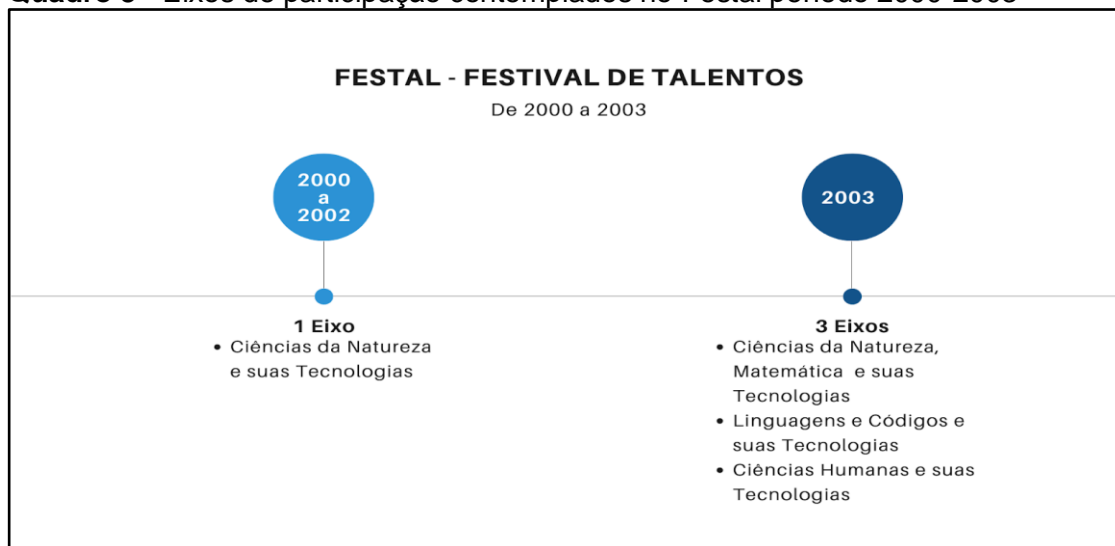 FESTAL - FESTIVAL DE TALENTOS
De 2000 a 2003
2000
a
2002
2003
1 Eixo
• Ciências da Natureza
e suas Tecnologias
3 Eixos
• Ciências da Natureza,
Matemática e suas
Tecnologias
• Linguagens e Códigos e
suas Tecnologias
• Ciências Humanas e suas
Tecnologias